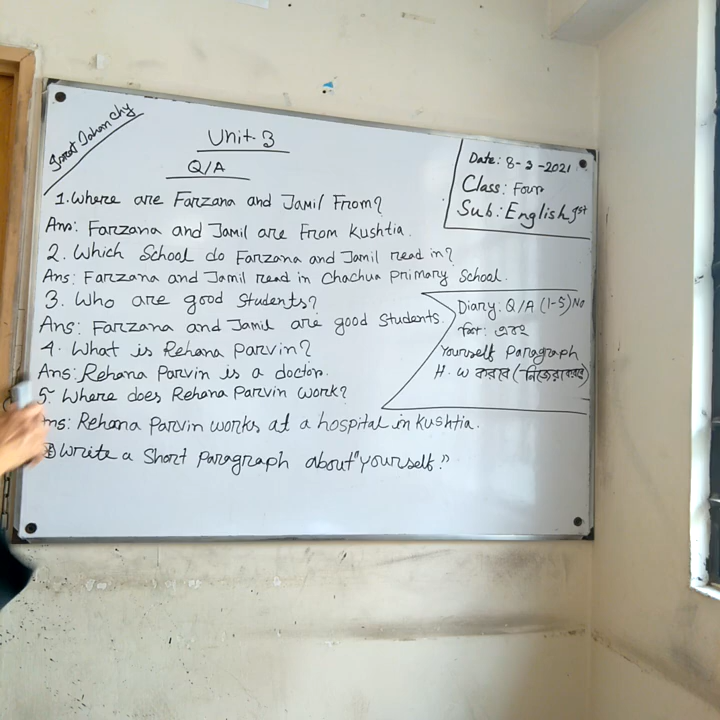 Unit-3
Q/A
Date: 8-3-2021
Class: Four
Sub: English 1st
1. Where are Farzana and Jamil From?
Ans: Farzana and Jamil are From Kushtia.
2. Which School do Farzana and Jamil read in?
Ans: Farzana and Jamil read in Chachua Primary School.
3. Who are good Students?
Ans: Farzana and Jamil are good Students.
4. What is Rehana Parvin?
Ans: Rehana Parvin is a doctor.
5. Where does Rehana Parvin work?
Ans: Rehana Parvin works at a hospital in Kushtia.
Write a Short Paragraph about "yourself."
Diary: Q/A (1-5) No
এবং
Yourself Paragraph
H.W করবে